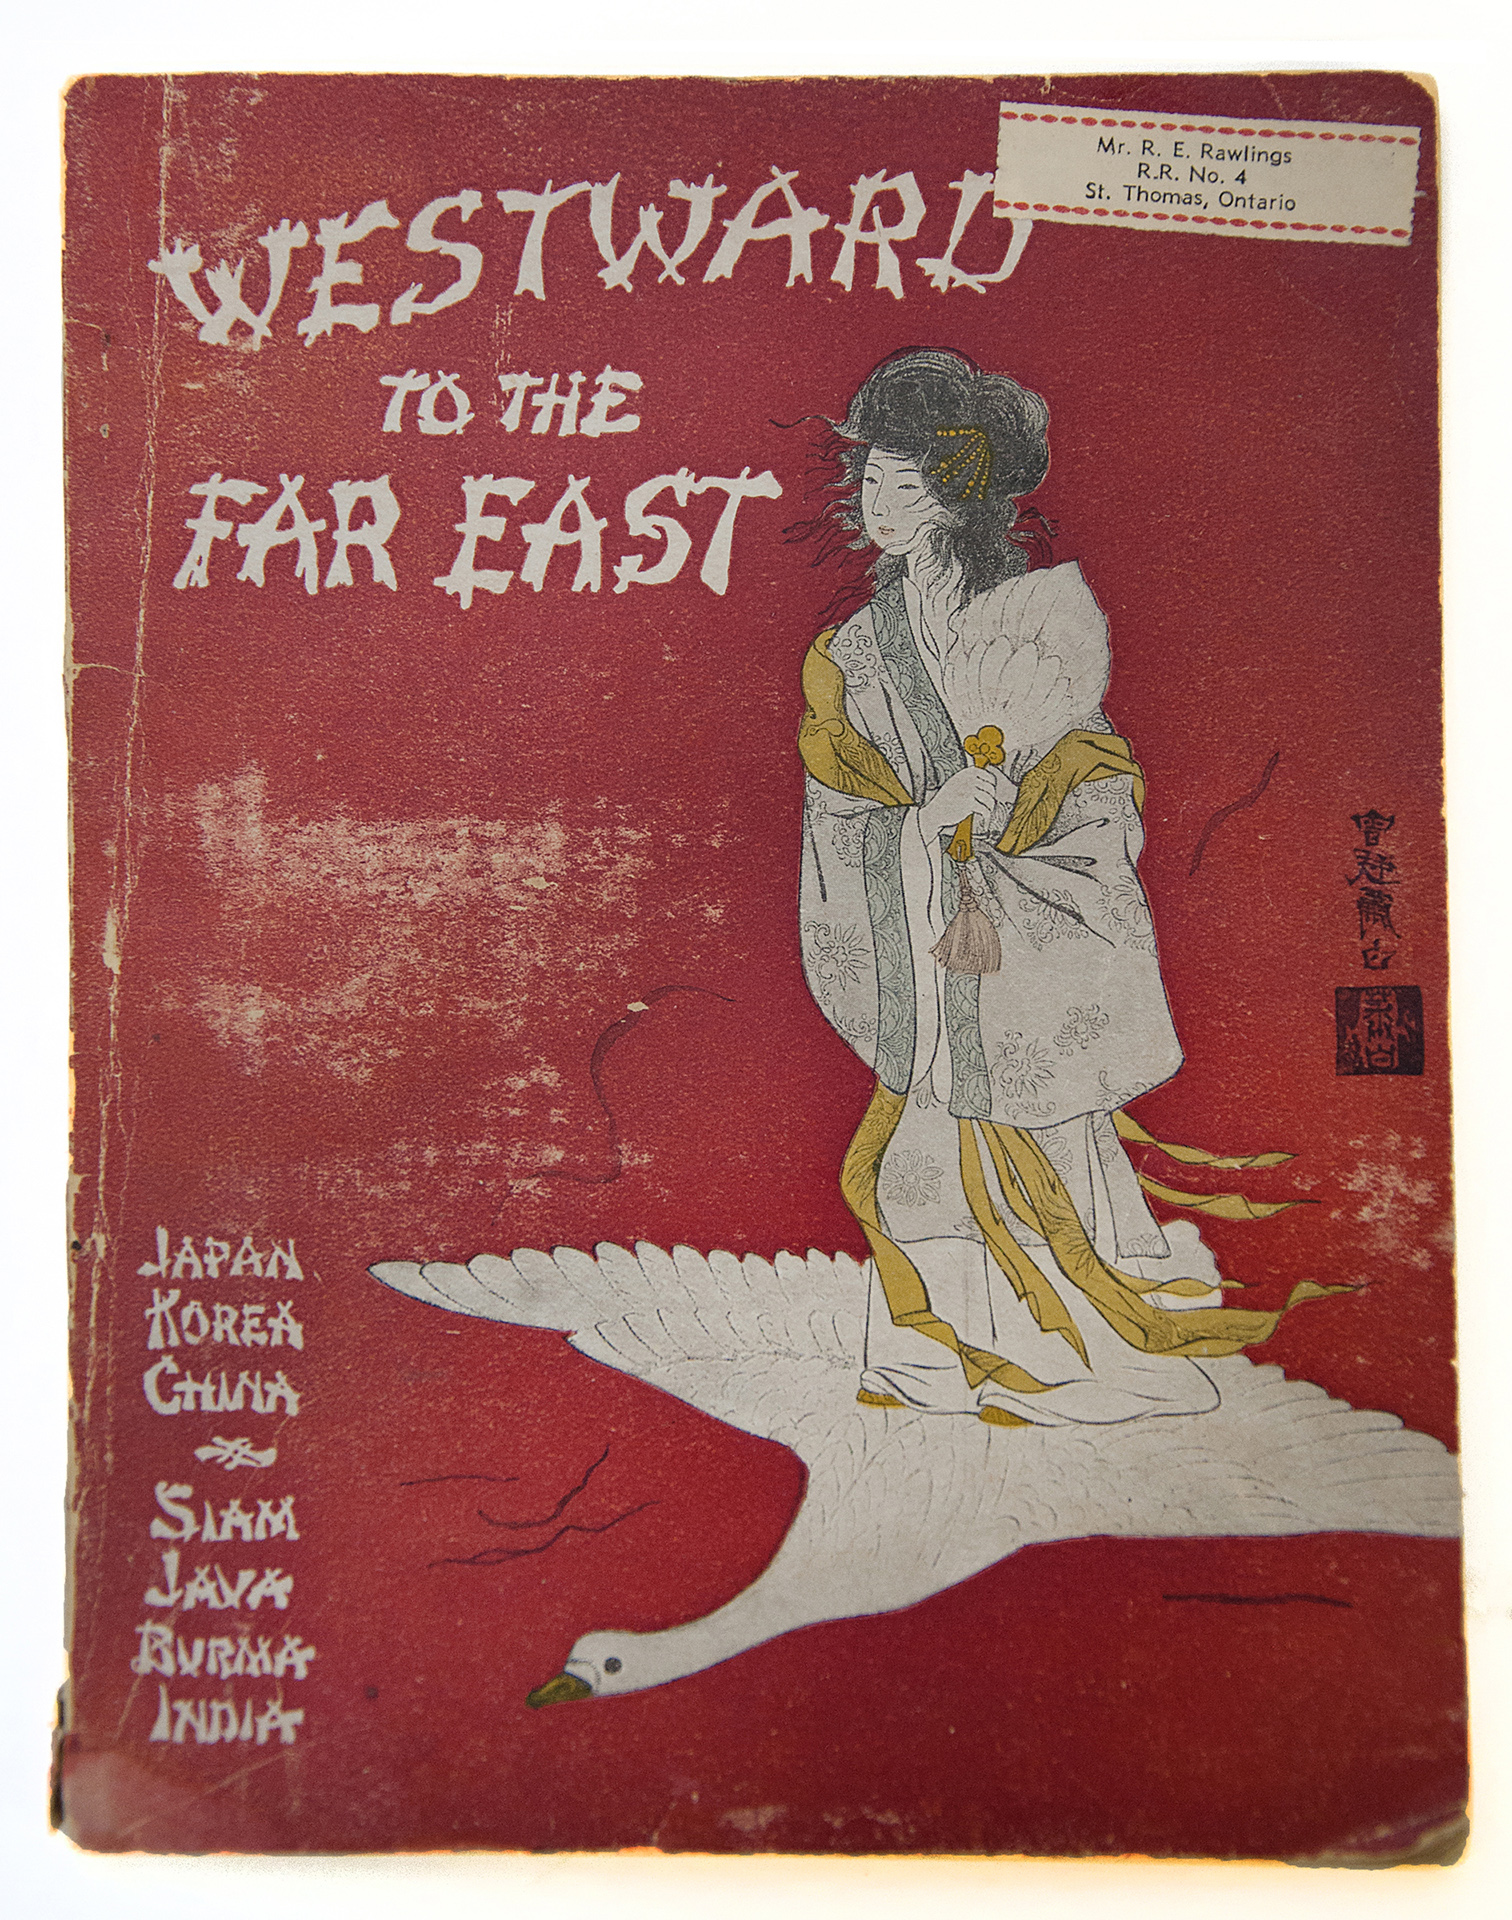 Mr. R. E. Rawlings
R.R. No. 4
St. Thomas, Ontario
WESTWARD
TO THE
FAR EAST
JAPAN
KOREA
CHINA
SIAM
JAVA
BURMA
INDIA